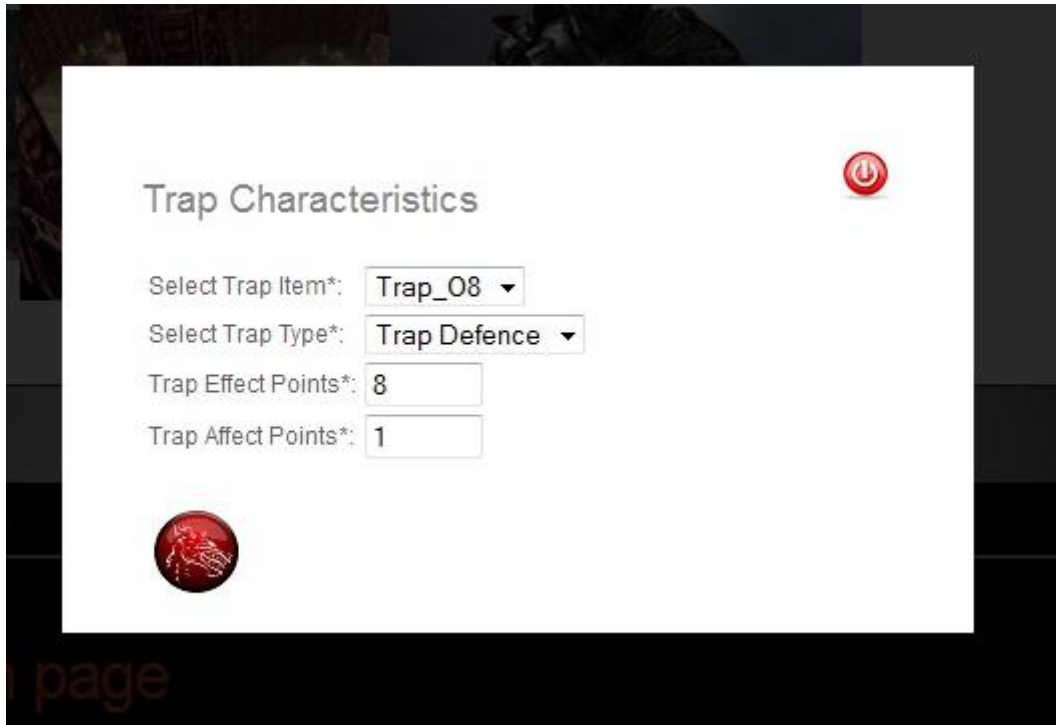 Trap Characteristics
Select Trap Item*: Trap_O8
Select Trap Type*: Trap Defence
Trap Effect Points*: 8
Trap Affect Points*: 1
page